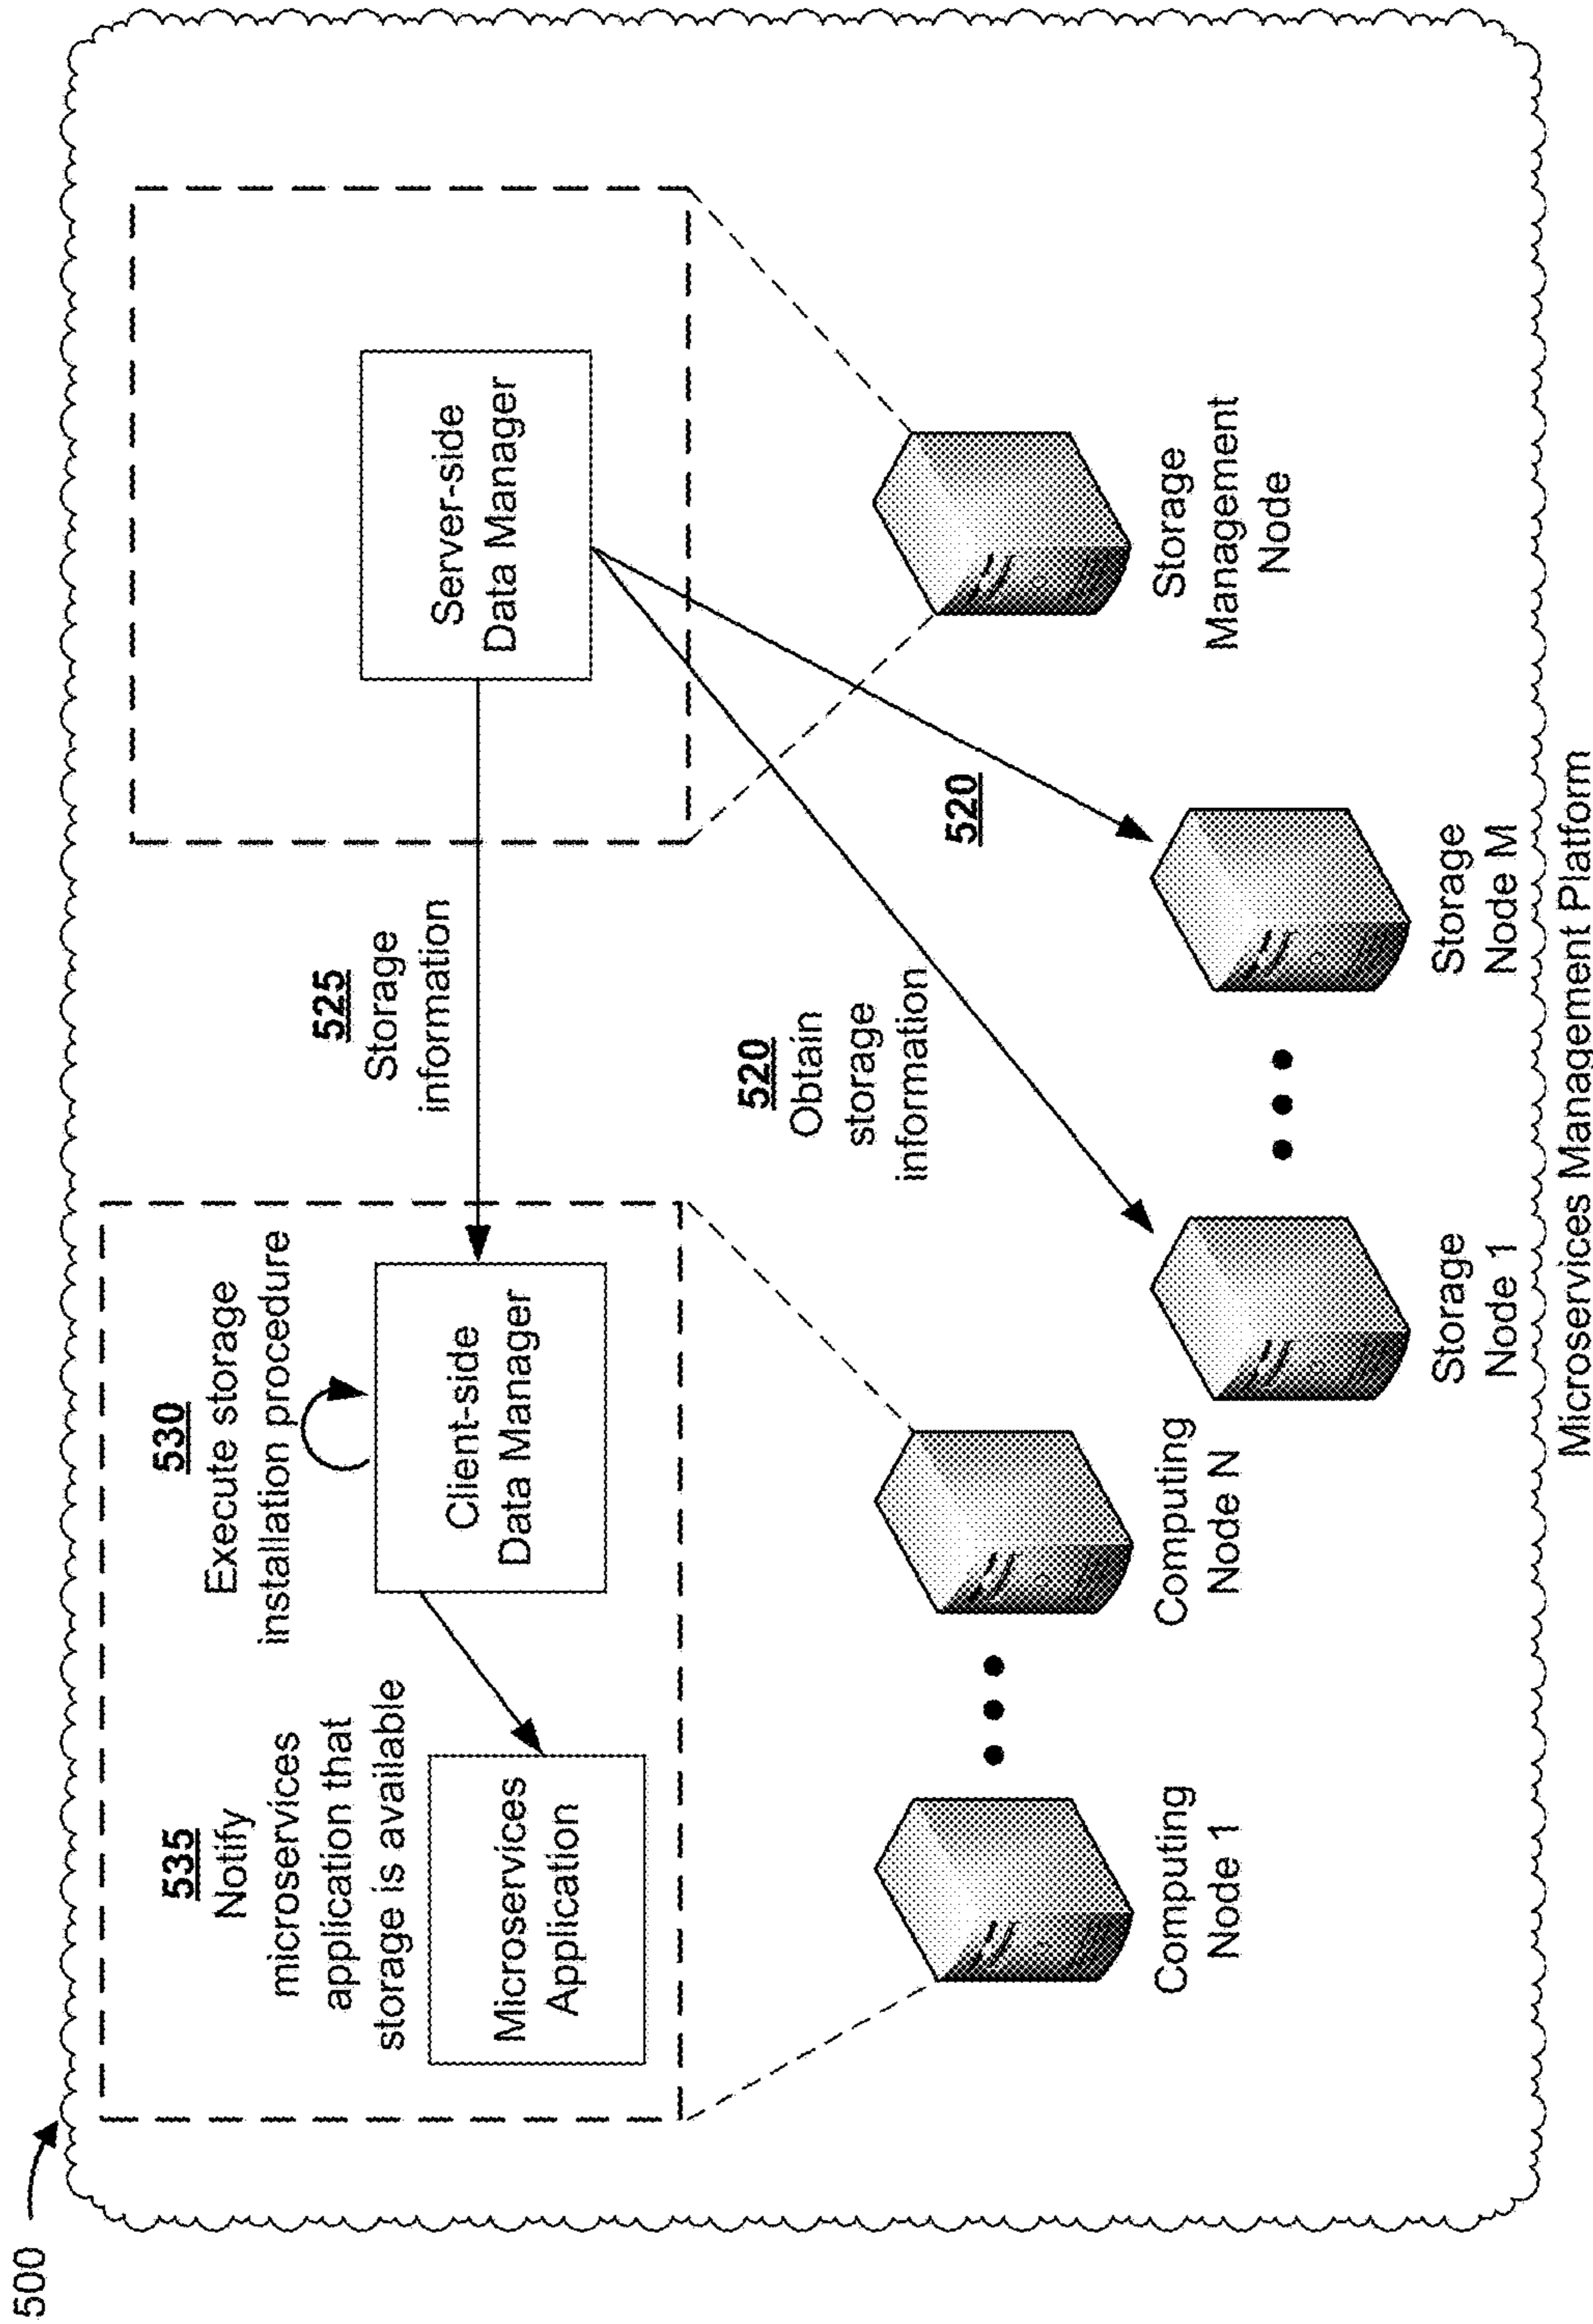 500
530
Execute storage
installation procedure
535
Notify
microservices
application that
storage is available
Client-side
Data Manager
Microservices
Application
525
Storage
information
Server-side
Data Manager
520
Obtain
storage
information
520
Computing
Node 1
Computing
Node N
Storage
Management
Node
Storage
Node 1
Storage
Node M
Microservices Management Platform